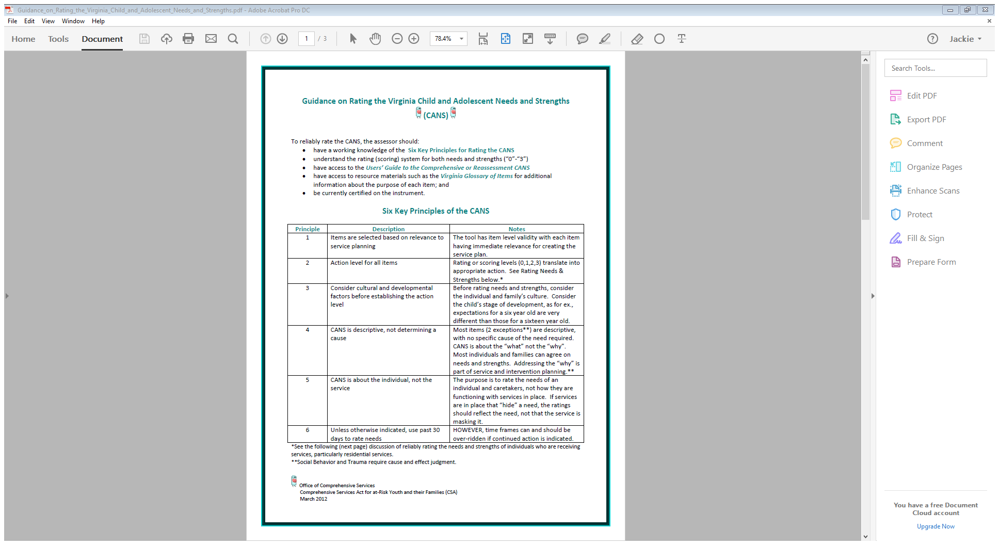 Guidance_on_Rating_the_Virginia_Child_and_Adolescent_Needs_and_Strengths.pdf - Adobe Acrobat Pro DC
File Edit View Window Help
Home Tools Document 1 / 3 78.4% Jackie
Search Tools...
Edit PDF
Export PDF
Comment
Organize Pages
Enhance Scans
Protect
Fill & Sign
Prepare Form
You have a free Document
Cloud account
Upgrade Now
Guidance on Rating the Virginia Child and Adolescent Needs and Strengths
(CANS)
To reliably rate the CANS, the assessor should:
• have a working knowledge of the Six Key Principles for Rating the CANS
• understand the rating (scoring) system for both needs and strengths (“0”-“3”)
• have access to the Users’ Guide to the Comprehensive or Reassessment CANS
• have access to resource materials such as the Virginia Glossary of Items for additional
information about the purpose of each item; and
• be currently certified on the instrument.
Six Key Principles of the CANS
Principle Description Notes
1
Items are selected based on relevance to
service planning
The tool has item level validity with each item
having immediate relevance for creating the
service plan.
2
Action level for all items
Rating or scoring levels (0,1,2,3) translate into
appropriate action. See Rating Needs &
Strengths below.*
3
Consider cultural and developmental
factors before establishing the action
level
Before rating needs and strengths, consider
the individual and family’s culture. Consider
the child’s stage of development, as for ex.,
expectations for a six year old are very
different than those for a sixteen year old.
4
CANS is descriptive, not determining a
cause
Most items (2 exceptions**) are descriptive,
with no specific cause of the need required.
CANS is about the “what” not the “why”.
Most individuals and families can agree on
needs and strengths. Addressing the “why” is
part of service and intervention planning.**
5
CANS is about the individual, not the
service
The purpose is to rate the needs of an
individual and caretakers, not how they are
functioning with services in place. If services
are in place that “hide” a need, the ratings
should reflect the need, not that the service is
masking it.
6
Unless otherwise indicated, use past 30
days to rate needs
HOWEVER, time frames can and should be
over-ridden if continued action is indicated.
*See the following (next page) discussion of reliably rating the needs and strengths of individuals who are receiving
services, particularly residential services.
**Social Behavior and Trauma require cause and effect judgment.
Office of Comprehensive Services
Comprehensive Services Act for at-Risk Youth and their Families (CSA)
March 2012